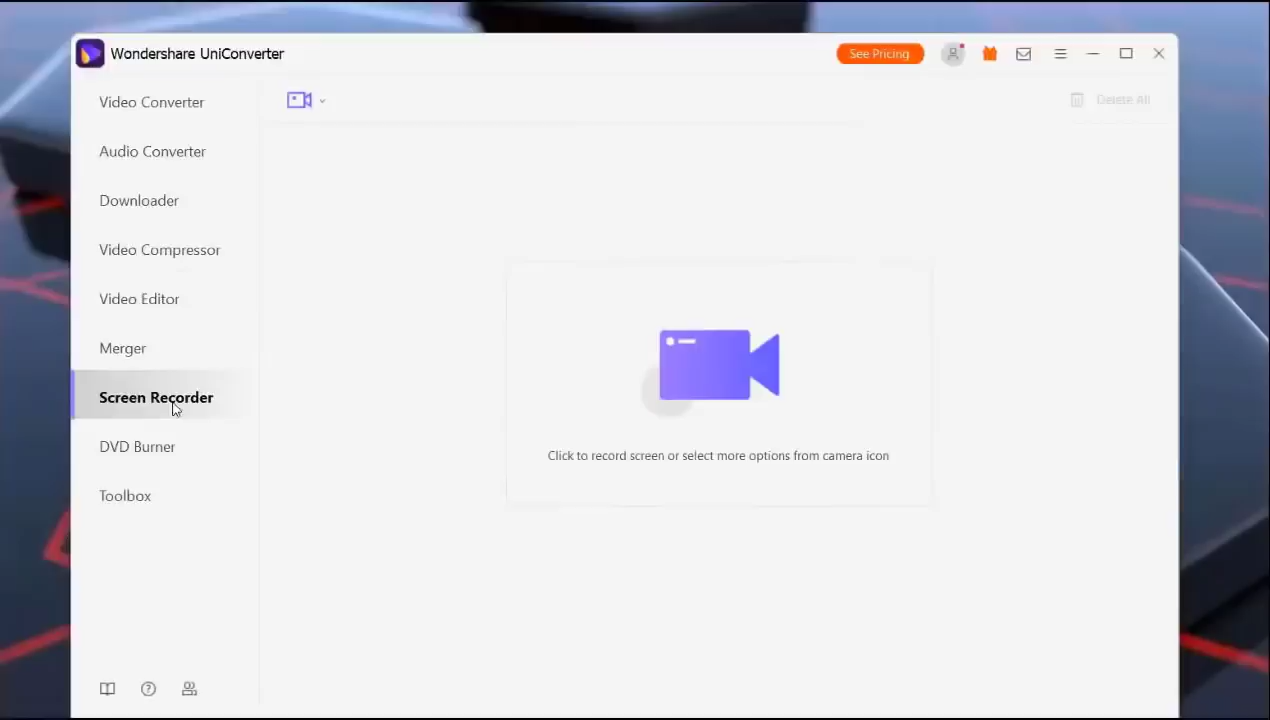 Wondershare UniConverter
See Pricing
Video Converter
Delete All
Audio Converter
Downloader
Video Compressor
Video Editor
Merger
Screen Recorder
Click to record screen or select more options from camera icon
DVD Burner
Toolbox